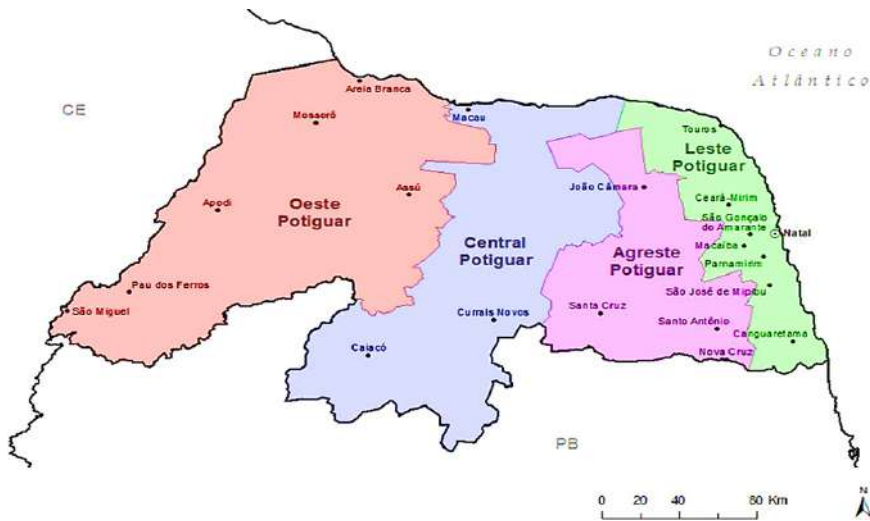 Oceano
Atlântico
CE
Areia Branca
Macau
Mossoró
Touros
Leste
Potiguar
João Câmara
Assú
Ceará-Mirim
Oeste
Potiguar
Apodi
São Gonçalo
do Amarante
Natal
Central
Potiguar
Agreste
Potiguar
Macaíba
Parnamirim
Pau dos Ferros
São José de Mipibu
São Miguel
Santa Cruz
Currais Novos
Santo Antônio
Canguaretama
Caiacó
Nova Cruz
PB
N
0 20 40 80 Km